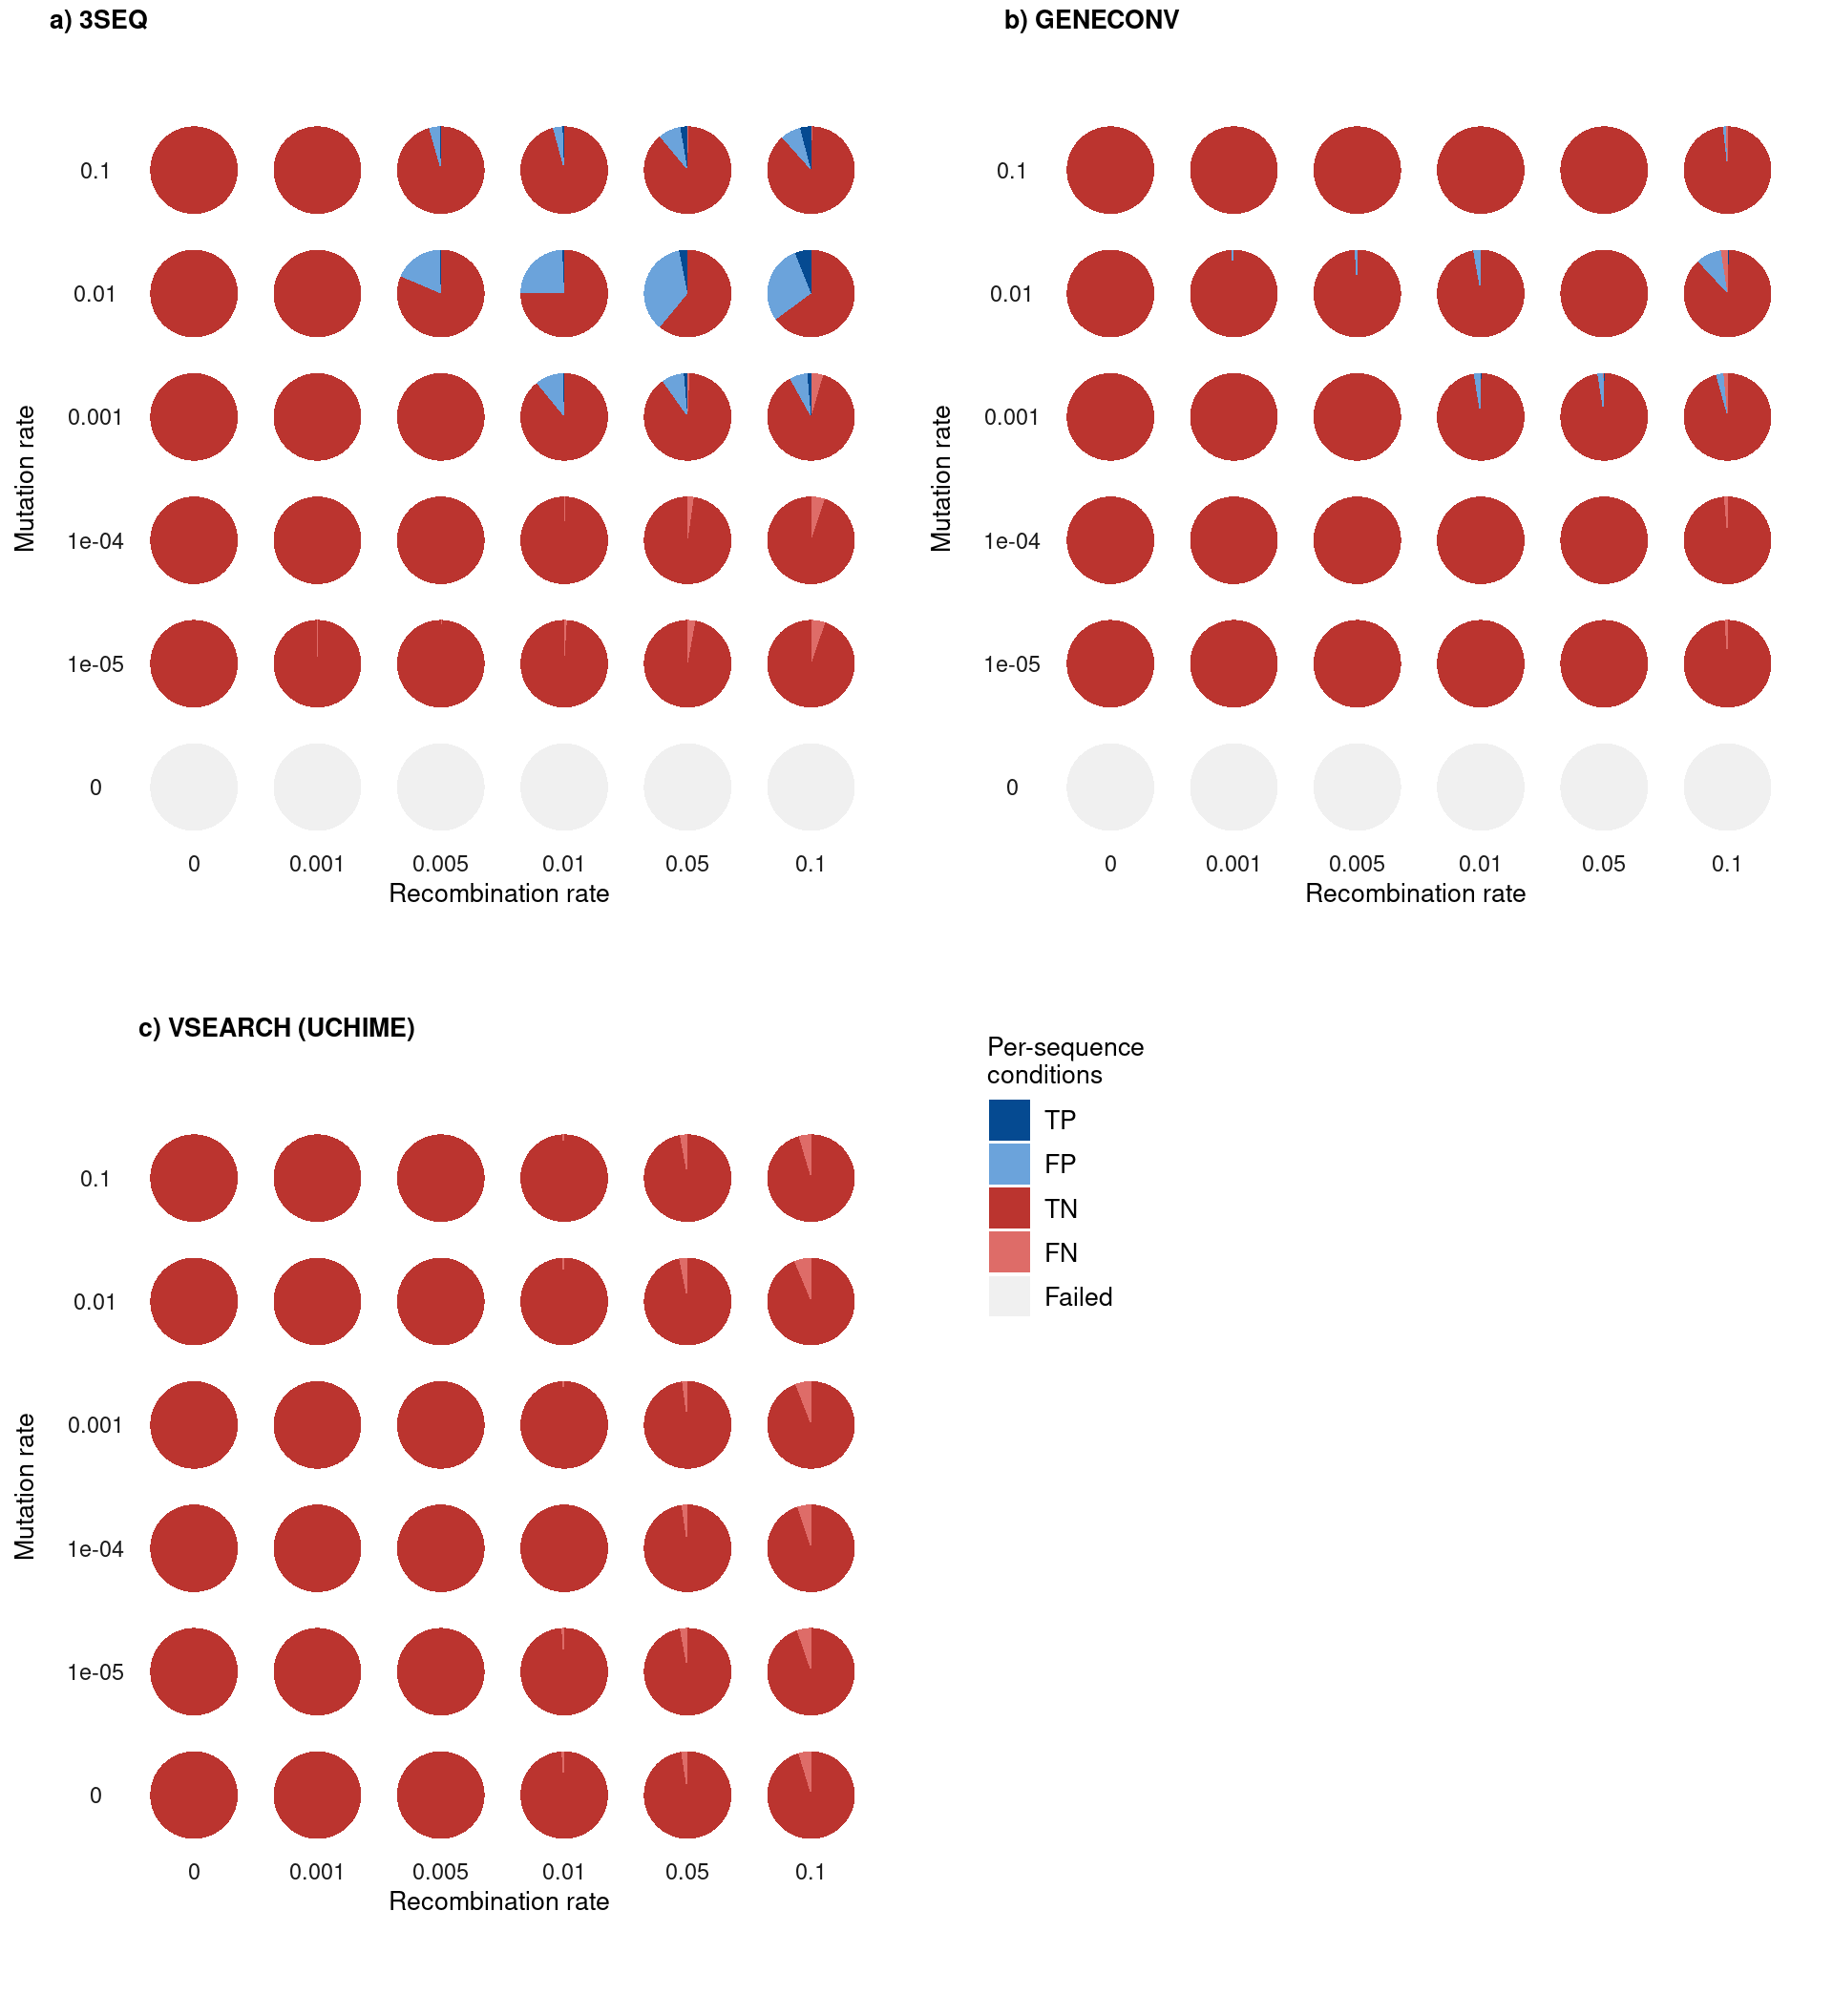 a) 3SEQ
Mutation rate
0.1
0.01
0.001
1e-04
1e-05
0
0 0.001 0.005 0.01 0.05 0.1
Recombination rate
b) GENECONV
Mutation rate
0.1
0.01
0.001
1e-04
1e-05
0
0 0.001 0.005 0.01 0.05 0.1
Recombination rate
c) VSEARCH (UCHIME)
Mutation rate
0.1
0.01
0.001
1e-04
1e-05
0
0 0.001 0.005 0.01 0.05 0.1
Recombination rate
Per-sequence
conditions
TP
FP
TN
FN
Failed